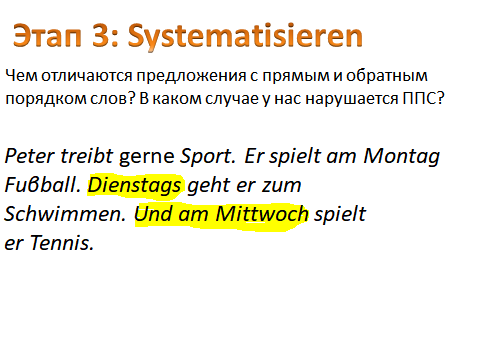 Этап 3: Systematisieren
Чем отличаются предложения с прямым и обратным
порядком слов? В каком случае у нас нарушается ППС?
Peter treibt gerne Sport. Er spielt am Montag
Fußball. Dienstags geht er zum
Schwimmen. Und am Mittwoch spielt
er Tennis.